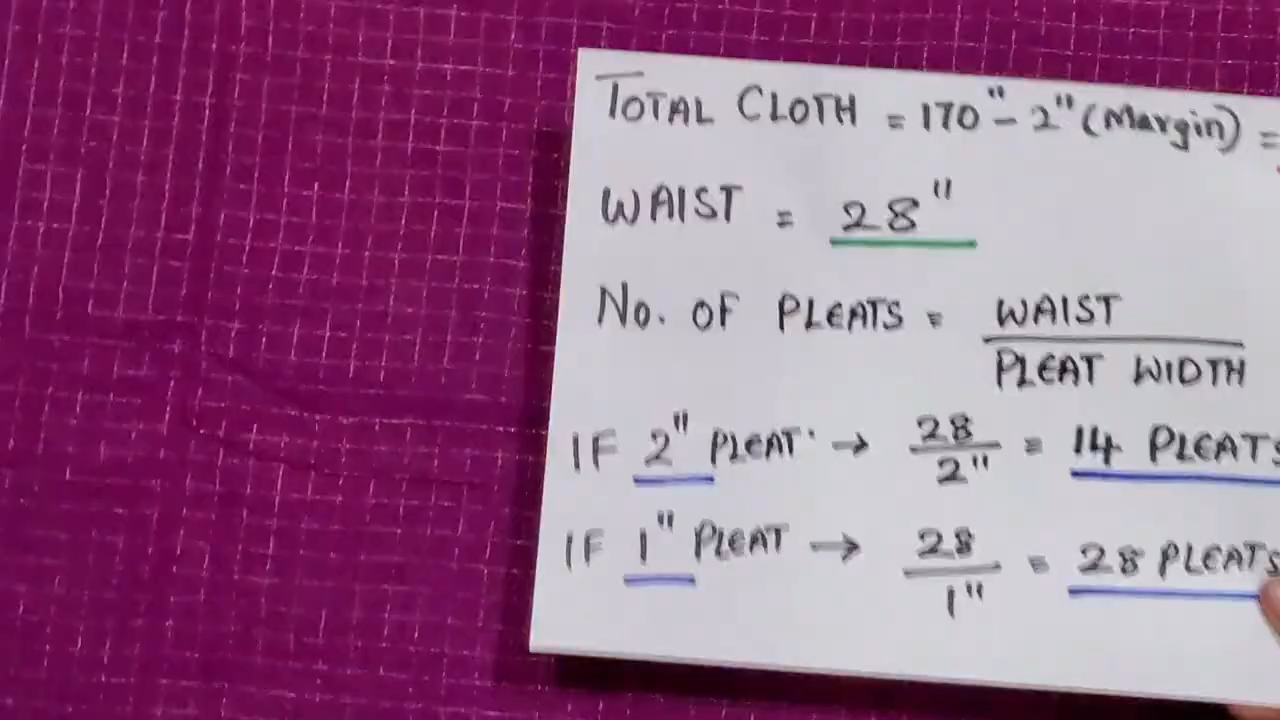 TOTAL CLOTH = 170" - 2" (Margin) =
WAIST = 28"
No. OF PLEATS = WAIST / PLEAT WIDTH
IF 2" PLEAT → 28 / 2" = 14 PLEATS
IF 1" PLEAT → 28 / 1" = 28 PLEATS